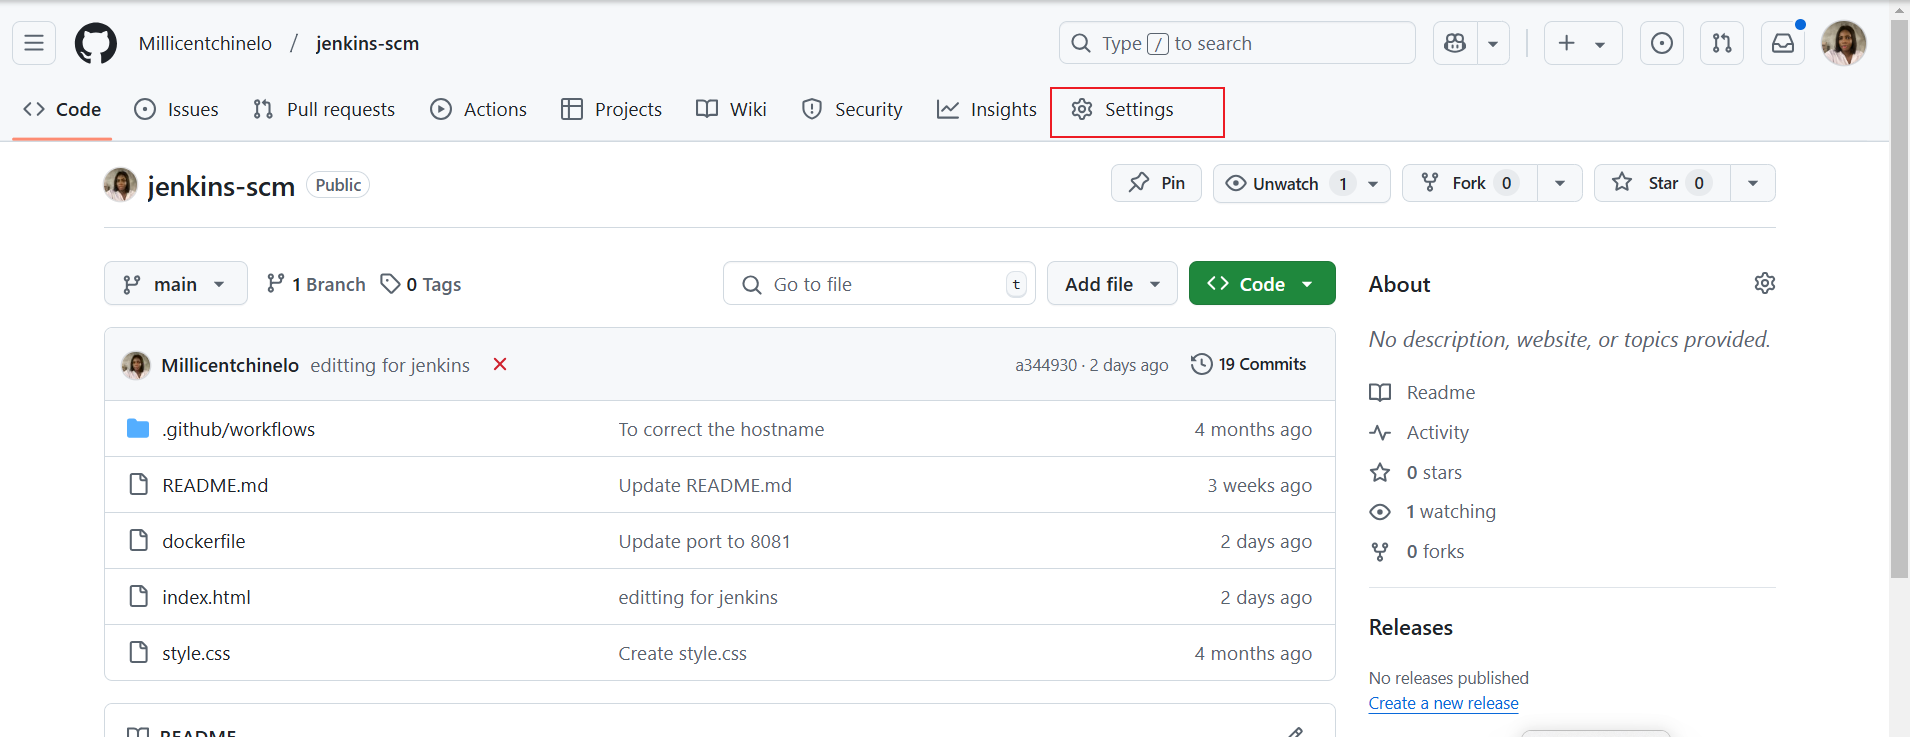 Millicentchinelo / jenkins-scm Type / to search
Code Issues Pull requests Actions Projects Wiki Security Insights Settings
jenkins-scm Public Pin Unwatch 1 Fork 0 Star 0
main 1 Branch 0 Tags Go to file t Add file Code
Millicentchinelo editting for jenkins a344930 · 2 days ago 19 Commits
.github/workflows To correct the hostname 4 months ago
README.md Update README.md 3 weeks ago
dockerfile Update port to 8081 2 days ago
index.html editting for jenkins 2 days ago
style.css Create style.css 4 months ago
README
About
No description, website, or topics provided.
Readme
Activity
0 stars
1 watching
0 forks
Releases
No releases published
Create a new release